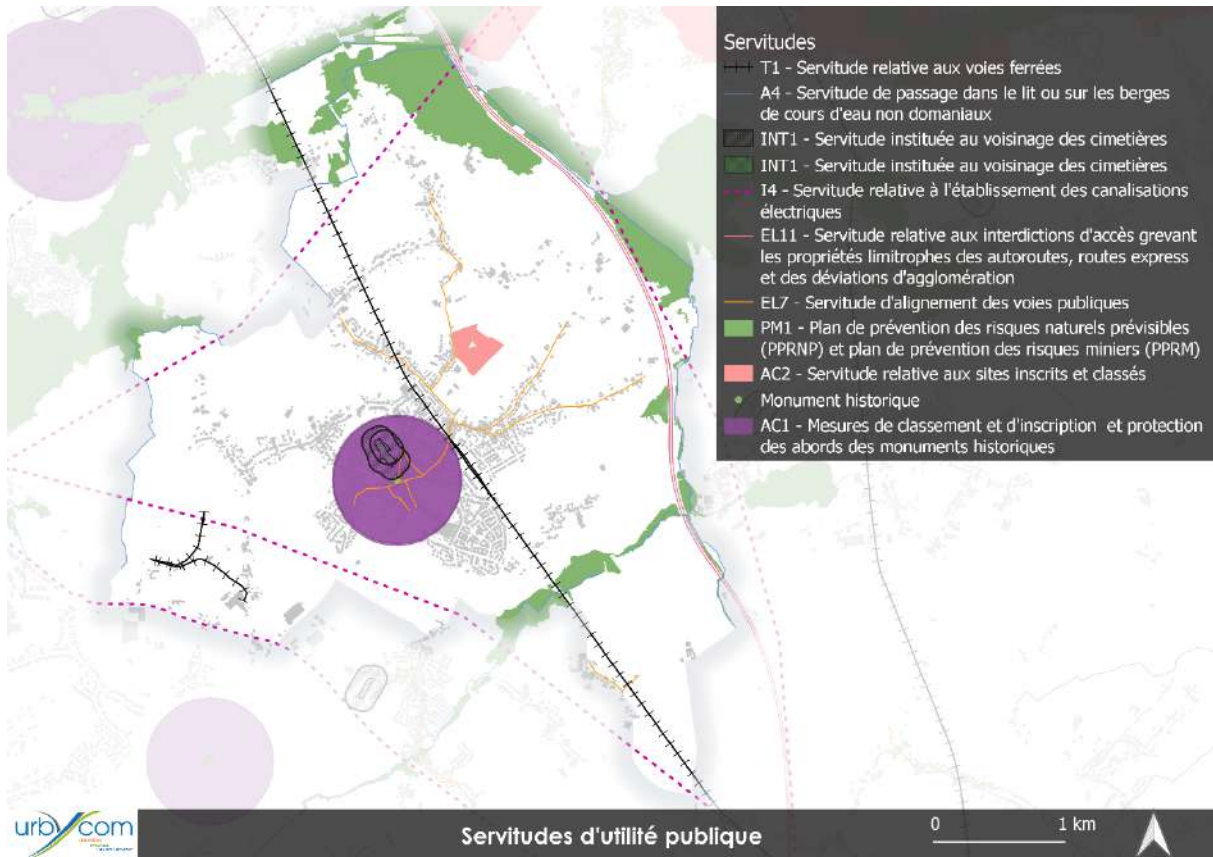 Servitudes
T1 - Servitude relative aux voies ferrées
A4 - Servitude de passage dans le lit ou sur les berges
de cours d'eau non domaniaux
INT1 - Servitude instituée au voisinage des cimetières
INT1 - Servitude instituée au voisinage des cimetières
I4 - Servitude relative à l'établissement des canalisations
électriques
EL11 - Servitude relative aux interdictions d'accès grevant
les propriétés limitrophes des autoroutes, routes express
et des déviations d'agglomération
EL7 - Servitude d'alignement des voies publiques
PM1 - Plan de prévention des risques naturels prévisibles
(PPRNP) et plan de prévention des risques miniers (PPRM)
AC2 - Servitude relative aux sites inscrits et classés
Monument historique
AC1 - Mesures de classement et d'inscription et protection
des abords des monuments historiques
urbycom
Servitudes d'utilité publique
0 1 km